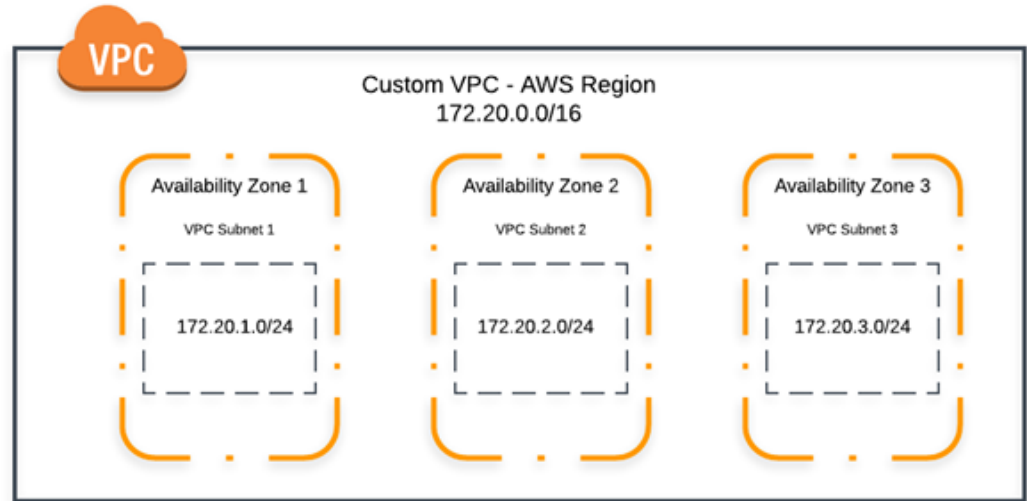 VPC
Custom VPC - AWS Region
172.20.0.0/16
Availability Zone 1
VPC Subnet 1
172.20.1.0/24
Availability Zone 2
VPC Subnet 2
172.20.2.0/24
Availability Zone 3
VPC Subnet 3
172.20.3.0/24